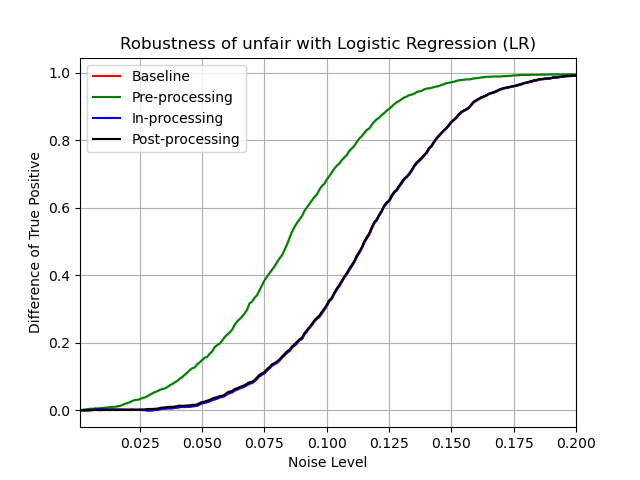 Robustness of unfair with Logistic Regression (LR)
Baseline
Pre-processing
In-processing
Post-processing
Difference of True Positive
1.0
0.8
0.6
0.4
0.2
0.0
0.025 0.050 0.075 0.100 0.125 0.150 0.175 0.200
Noise Level